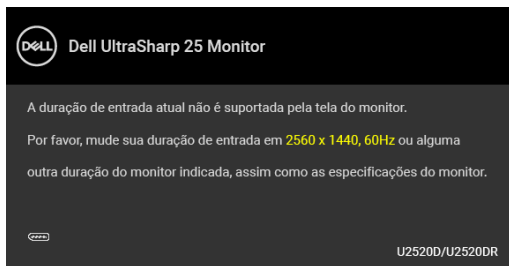 DELL Dell UltraSharp 25 Monitor
A duração de entrada atual não é suportada pela tela do monitor.
Por favor, mude sua duração de entrada em 2560 x 1440, 60Hz ou alguma
outra duração do monitor indicada, assim como as especificações do monitor.
U2520D/U2520DR